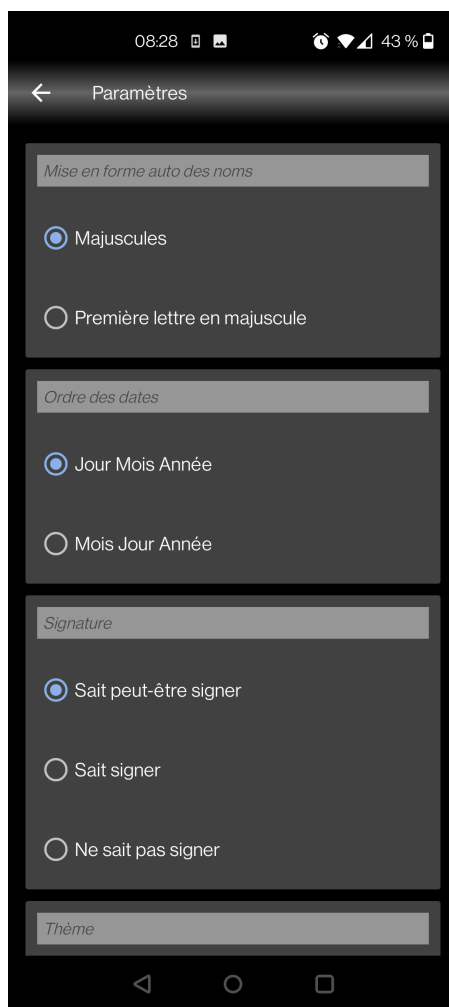 08:28 43 %
Paramètres
Mise en forme auto des noms
Majuscules
Première lettre en majuscule
Ordre des dates
Jour Mois Année
Mois Jour Année
Signature
Sait peut-être signer
Sait signer
Ne sait pas signer
Thème